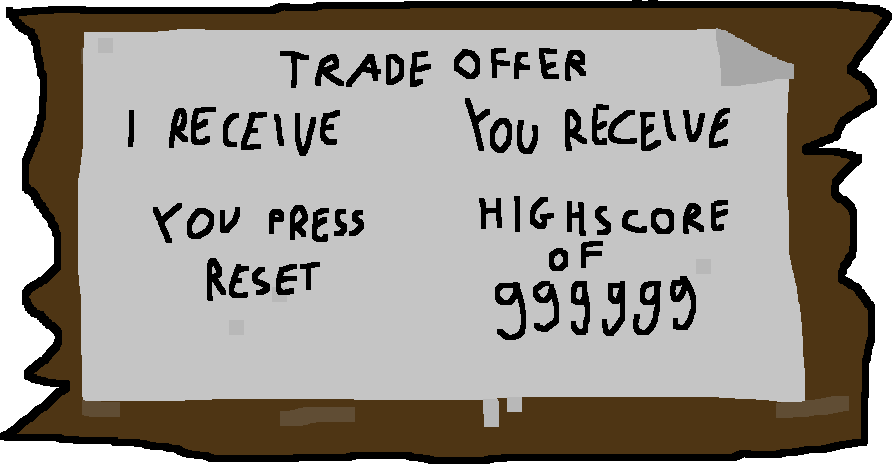 TRADE OFFER
I RECEIVE YOU RECEIVE
YOU PRESS HIGHSCORE
RESET OF
999999